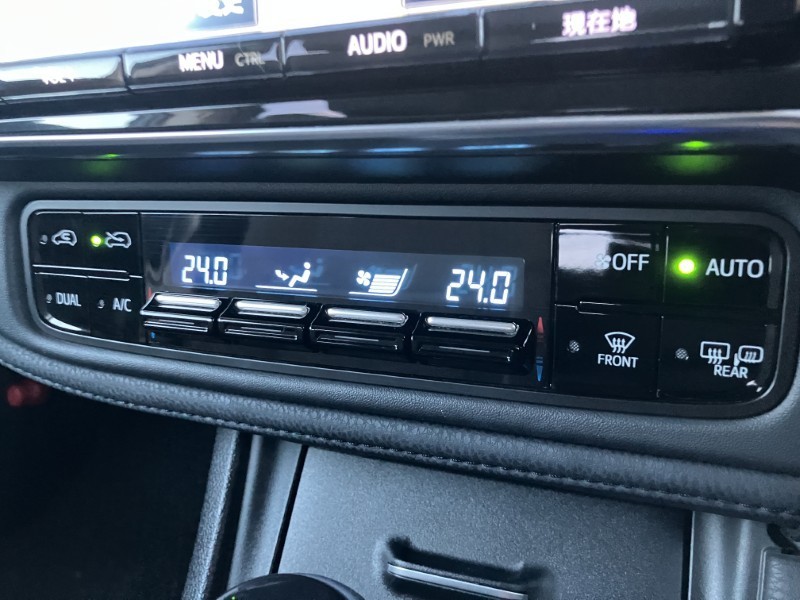 MENU CTRL AUDIO PWR 現在地
24.0 24.0
OFF AUTO
DUAL A/C
FRONT REAR